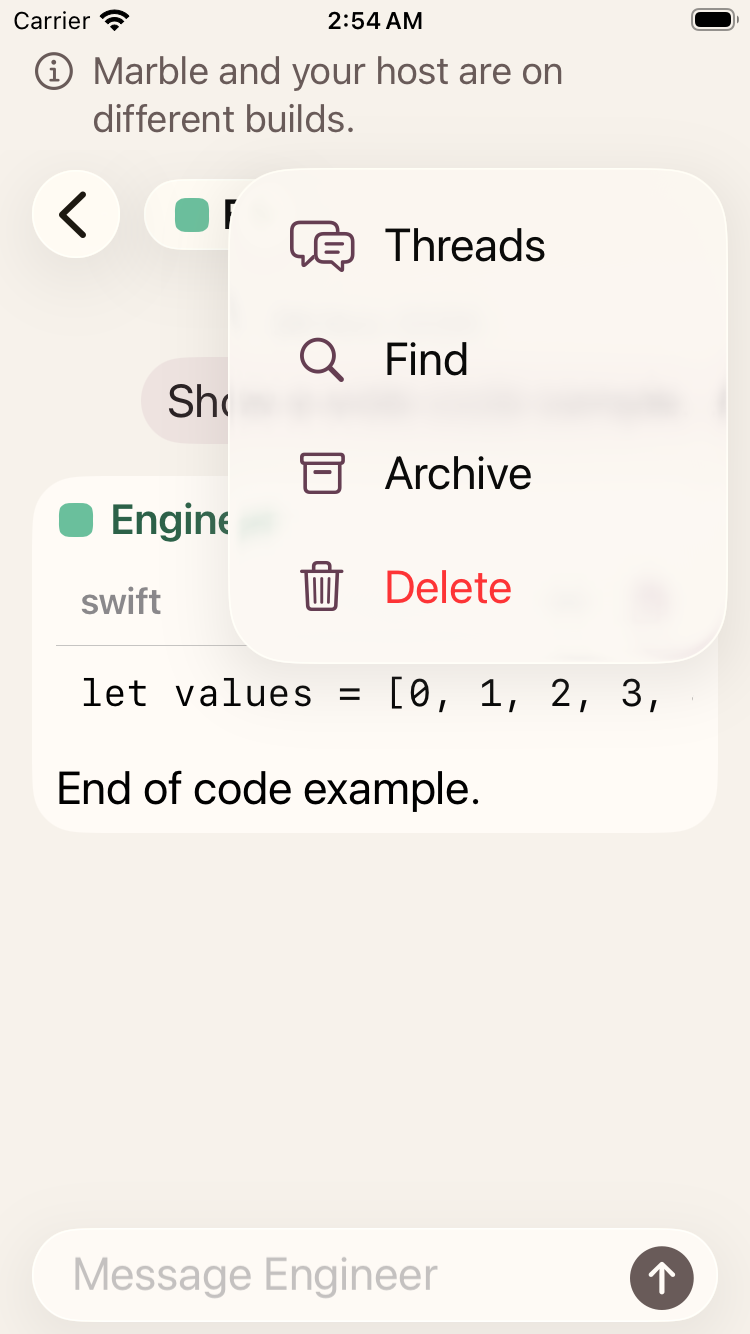 Carrier
2:54 AM
Marble and your host are on
different builds.
Threads
Find
Archive
Delete
Engine
swift
let values = [0, 1, 2, 3,
End of code example.
Message Engineer